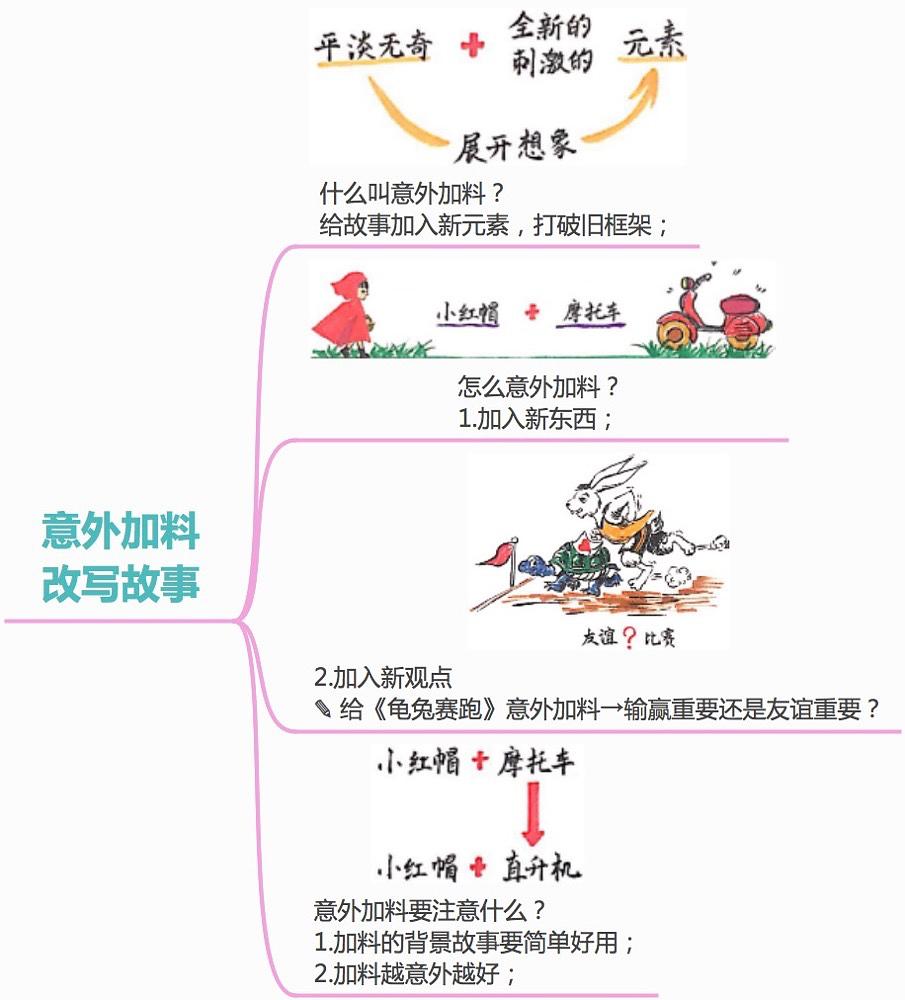 平淡无奇 + 全新的 刺激的 元素
展开想象
什么叫意外加料？
给故事加入新元素，打破旧框架；
小红帽 + 摩托车
怎么意外加料？
1.加入新东西；
意外加料
改写故事
友谊？比赛
2.加入新观点
✎ 给《龟兔赛跑》意外加料→输赢重要还是友谊重要？
小红帽 + 摩托车
小红帽 + 直升机
意外加料要注意什么？
1.加料的背景故事要简单好用；
2.加料越意外越好；